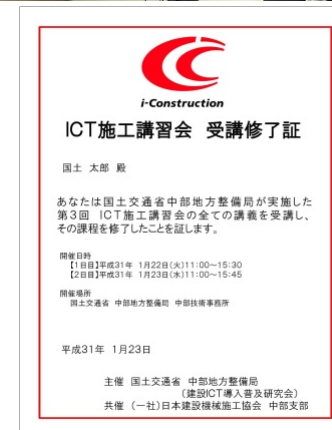 i-Construction
ICT施工講習会　受講修了証
国土 太郎 殿
あなたは国土交通省中部地方整備局が実施した
第3回 ICT施工講習会の全ての講義を受講し、
その課程を修了したことを証します。
開催日時
【1日目】平成31年 1月22日(火)11:00～15:30
【2日目】平成31年 1月23日(水)11:00～15:45
開催場所
国土交通省 中部地方整備局 中部技術事務所
平成31年 1月23日
主催 国土交通省 中部地方整備局
(建設ICT導入普及研究会)
共催 (一社)日本建設機械施工協会 中部支部